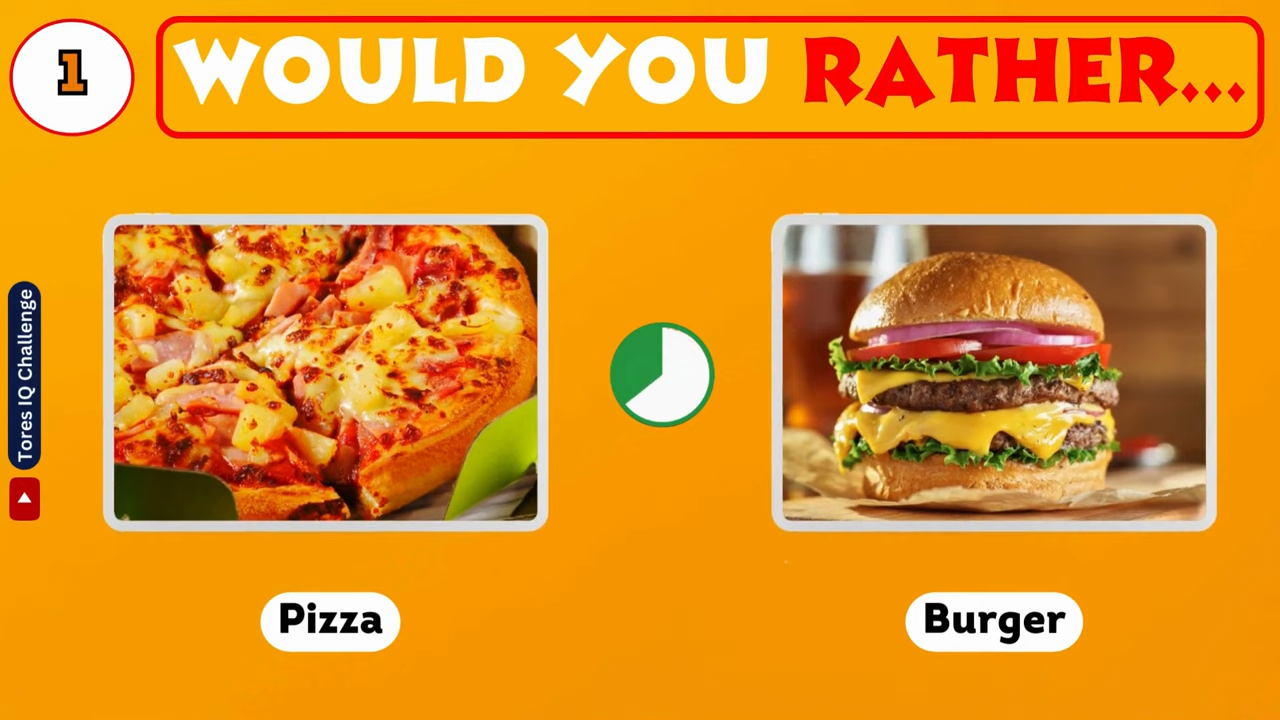 1
WOULD YOU RATHER...
Tores IQ Challenge
Pizza
Burger